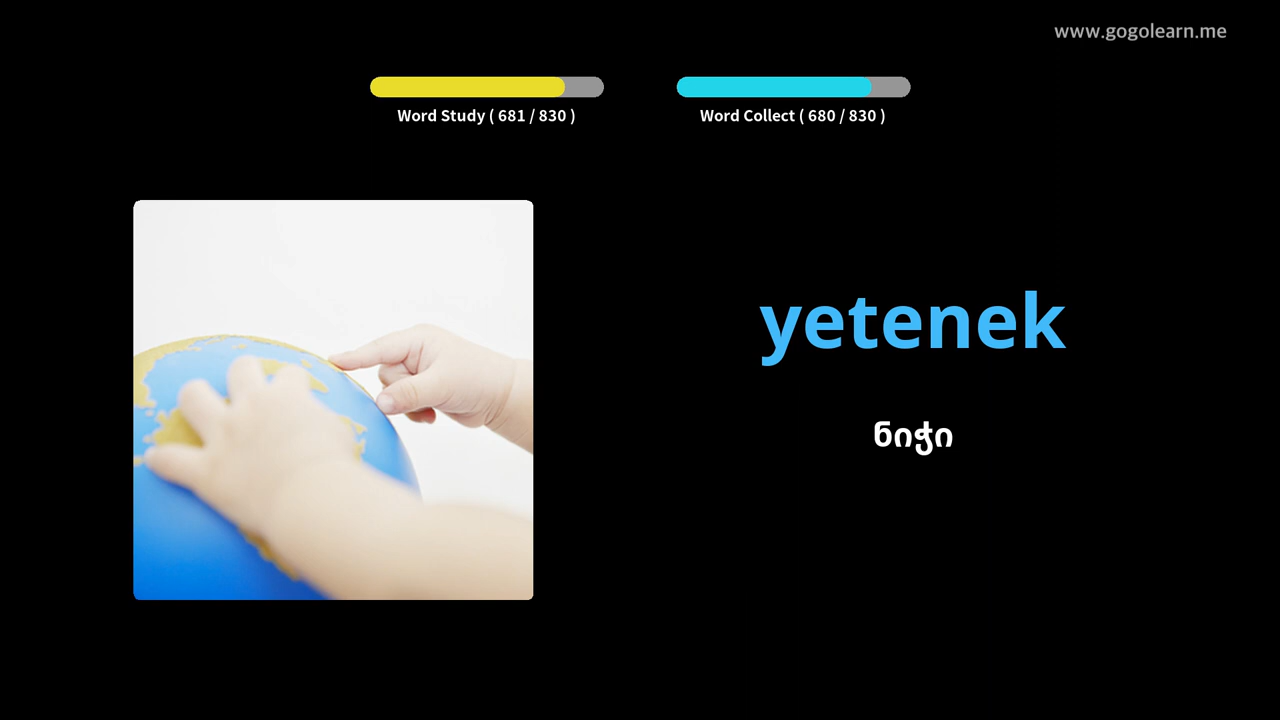 www.gogolearn.me
Word Study ( 681 / 830 )
Word Collect ( 680 / 830 )
yetenek
ნიჭი